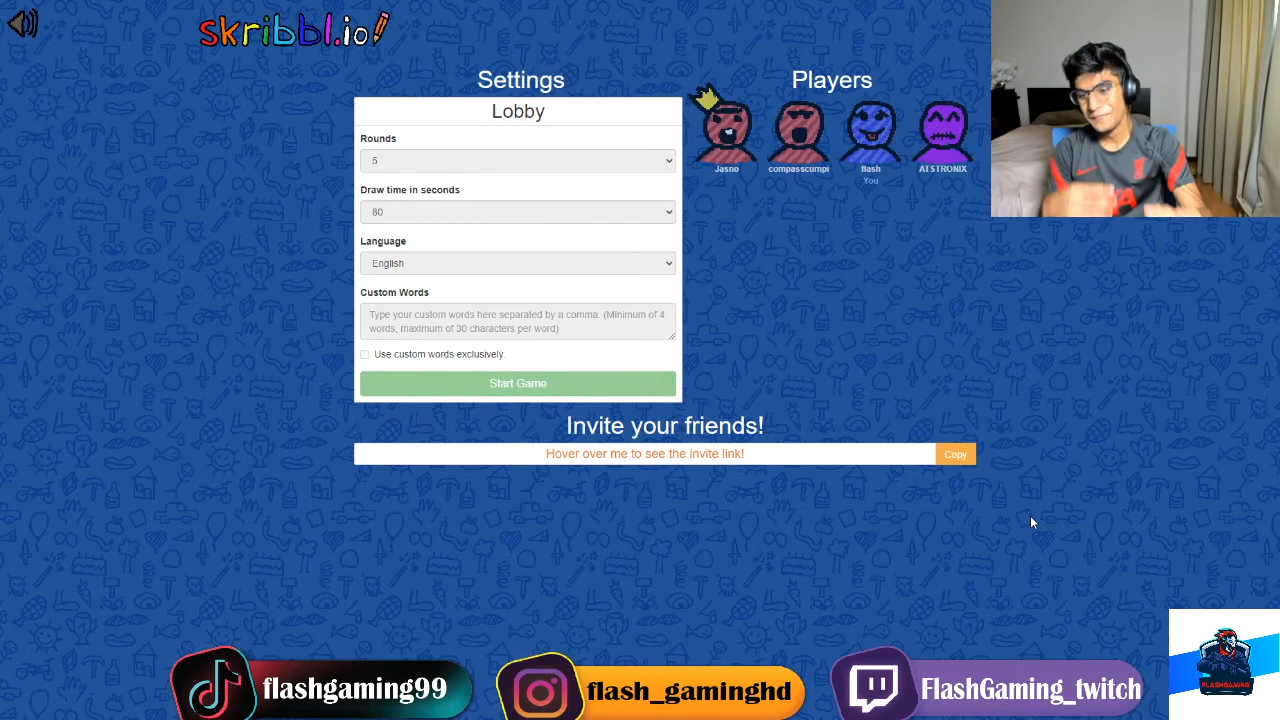 skribbl.io
Settings
Lobby
Rounds
5
Draw time in seconds
80
Language
English
Custom Words
Type your custom words here separated by a comma. (Minimum of 4
words, maximum of 30 characters per word)
Use custom words exclusively.
Start Game
Players
Jasno
compasscumpi
flash
You
ATSTRONIX
Invite your friends!
Hover over me to see the invite link!
Copy
flashgaming99
flash_gaminghd
FlashGaming_twitch
FLASHGAMING